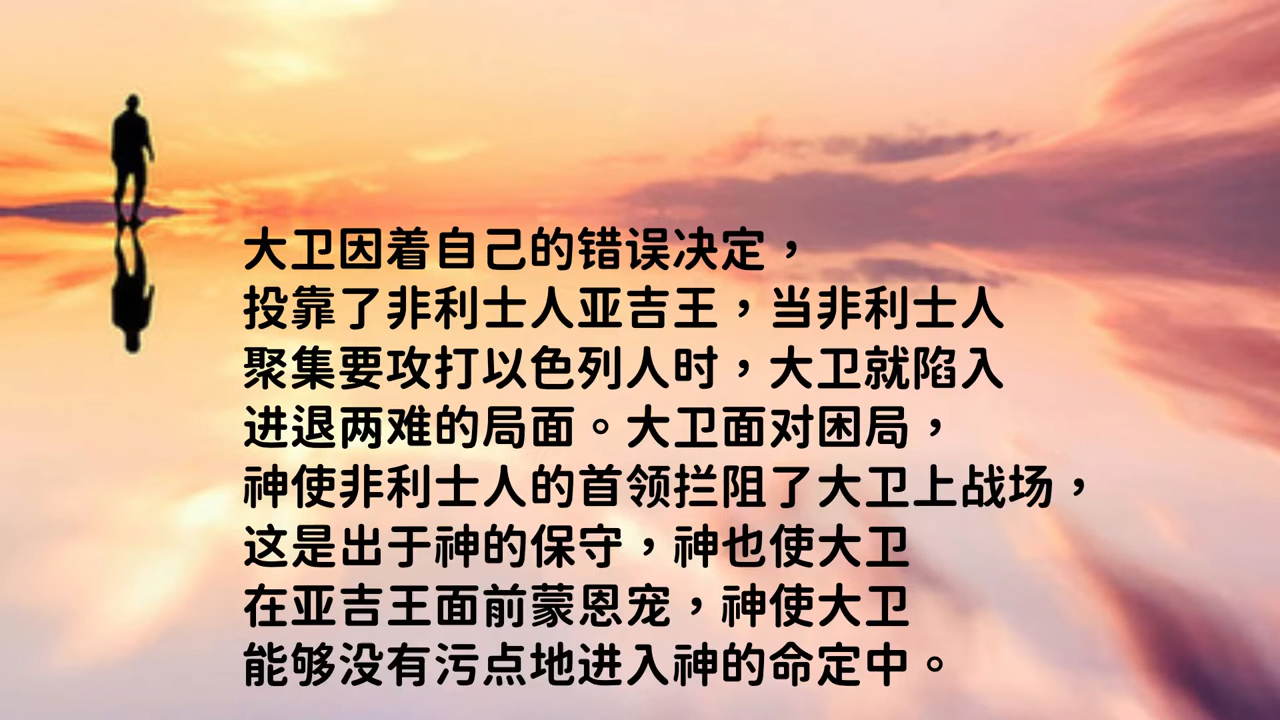 大卫因着自己的错误决定，
投靠了非利士人亚吉王，当非利士人
聚集要攻打以色列人时，大卫就陷入
进退两难的局面。大卫面对困局，
神使非利士人的首领拦阻了大卫上战场，
这是出于神的保守，神也使大卫
在亚吉王面前蒙恩宠，神使大卫
能够没有污点地进入神的命定中。